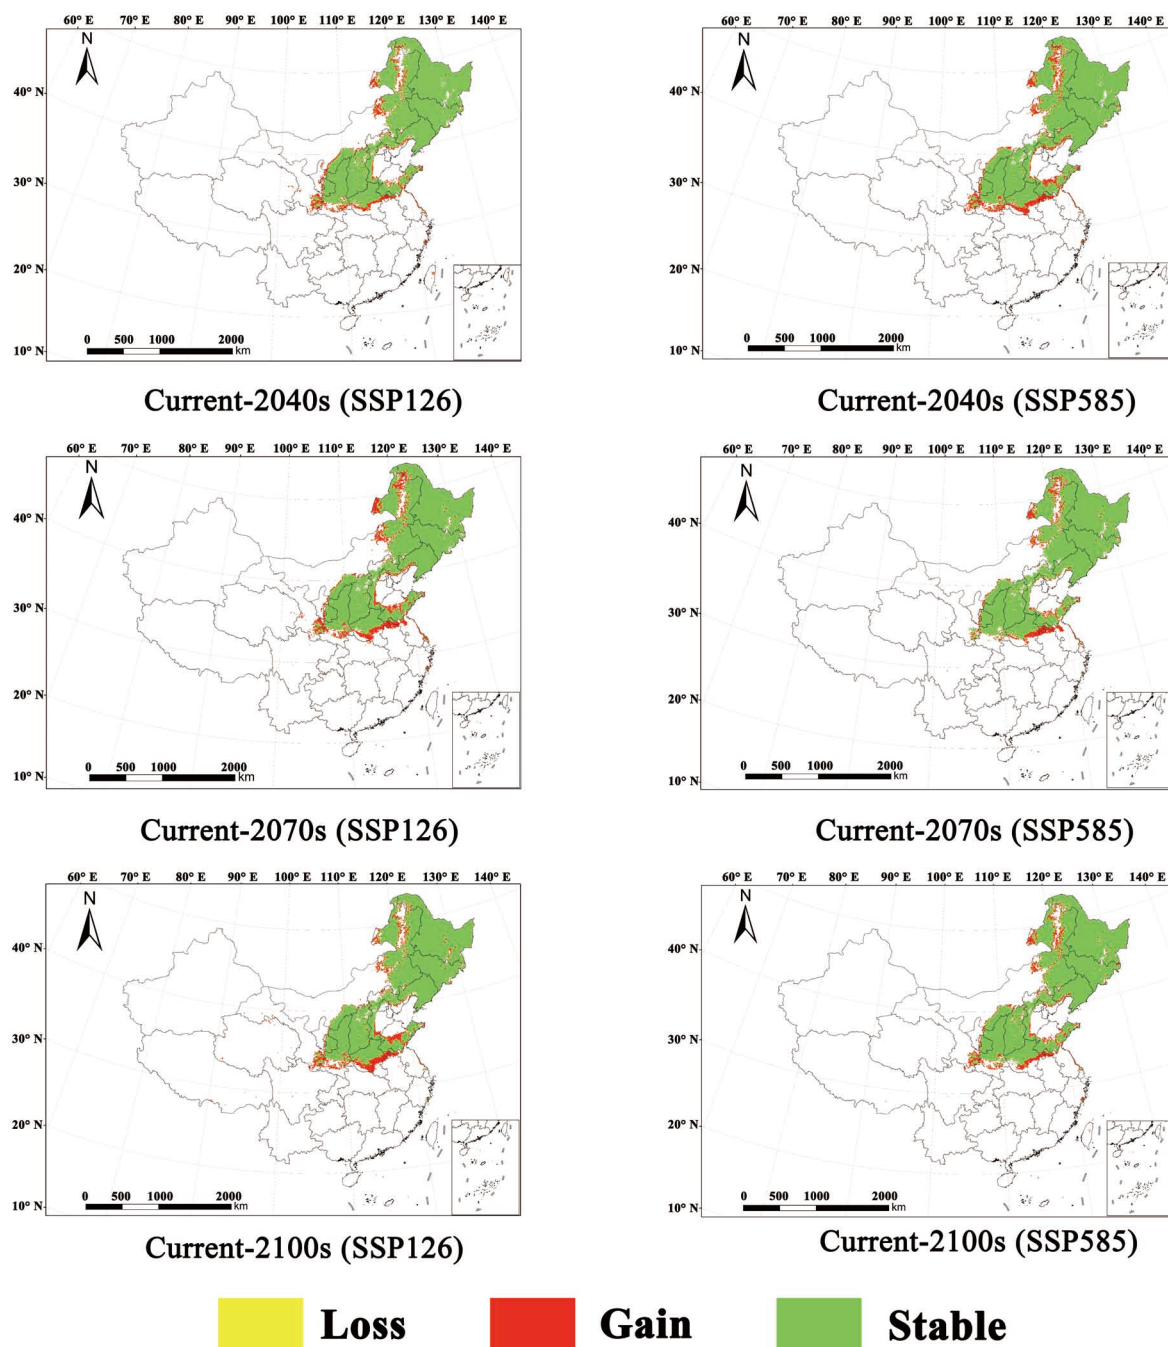 60° E 70° E 80° E 90° E 100° E 110° E 120° E 130° E 140° E
60° E 70° E 80° E 90° E 100° E 110° E 120° E 130° E 140° E
N
N
40° N
40° N
30° N
30° N
20° N
20° N
10° N
10° N
0 500 1000 2000
km
0 500 1000 2000
km
Current-2040s (SSP126)
Current-2040s (SSP585)
60° E 70° E 80° E 90° E 100° E 110° E 120° E 130° E 140° E
60° E 70° E 80° E 90° E 100° E 110° E 120° E 130° E 140° E
N
N
40° N
40° N
30° N
30° N
20° N
20° N
10° N
10° N
0 500 1000 2000
km
0 500 1000 2000
km
Current-2070s (SSP126)
Current-2070s (SSP585)
60° E 70° E 80° E 90° E 100° E 110° E 120° E 130° E 140° E
60° E 70° E 80° E 90° E 100° E 110° E 120° E 130° E 140° E
N
N
40° N
40° N
30° N
30° N
20° N
20° N
10° N
10° N
0 500 1000 2000
km
0 500 1000 2000
km
Current-2100s (SSP126)
Current-2100s (SSP585)
Loss
Gain
Stable